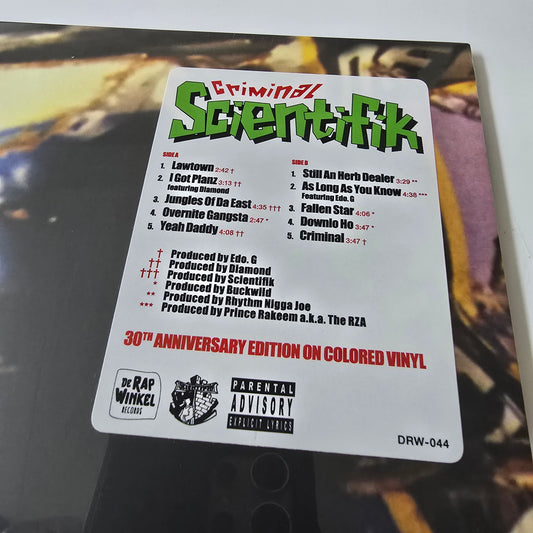 Criminal
Scientifik
SIDE A
1. Lawtown 2:42 †
2. I Got Planz 3:13 ††
featuring Diamond
3. Jungles Of Da East 4:35 †††
4. Overnite Gangsta 2:47 *
5. Yeah Daddy 4:08 ††
SIDE B
1. Still An Herb Dealer 3:29 **
2. As Long As You Know 4:38 ***
Featuring Edo. G
3. Fallen Star 4:06 *
4. Downlo Ho 3:47 *
5. Criminal 3:47 †
† Produced by Edo. G
†† Produced by Diamond
††† Produced by Scientifik
* Produced by Buckwild
** Produced by Rhythm Nigga Joe
*** Produced by Prince Rakeem a.k.a. The RZA
30TH ANNIVERSARY EDITION ON COLORED VINYL
DE RAP
WINKEL
RECORDS
PARENTAL
ADVISORY
EXPLICIT LYRICS
DRW-044